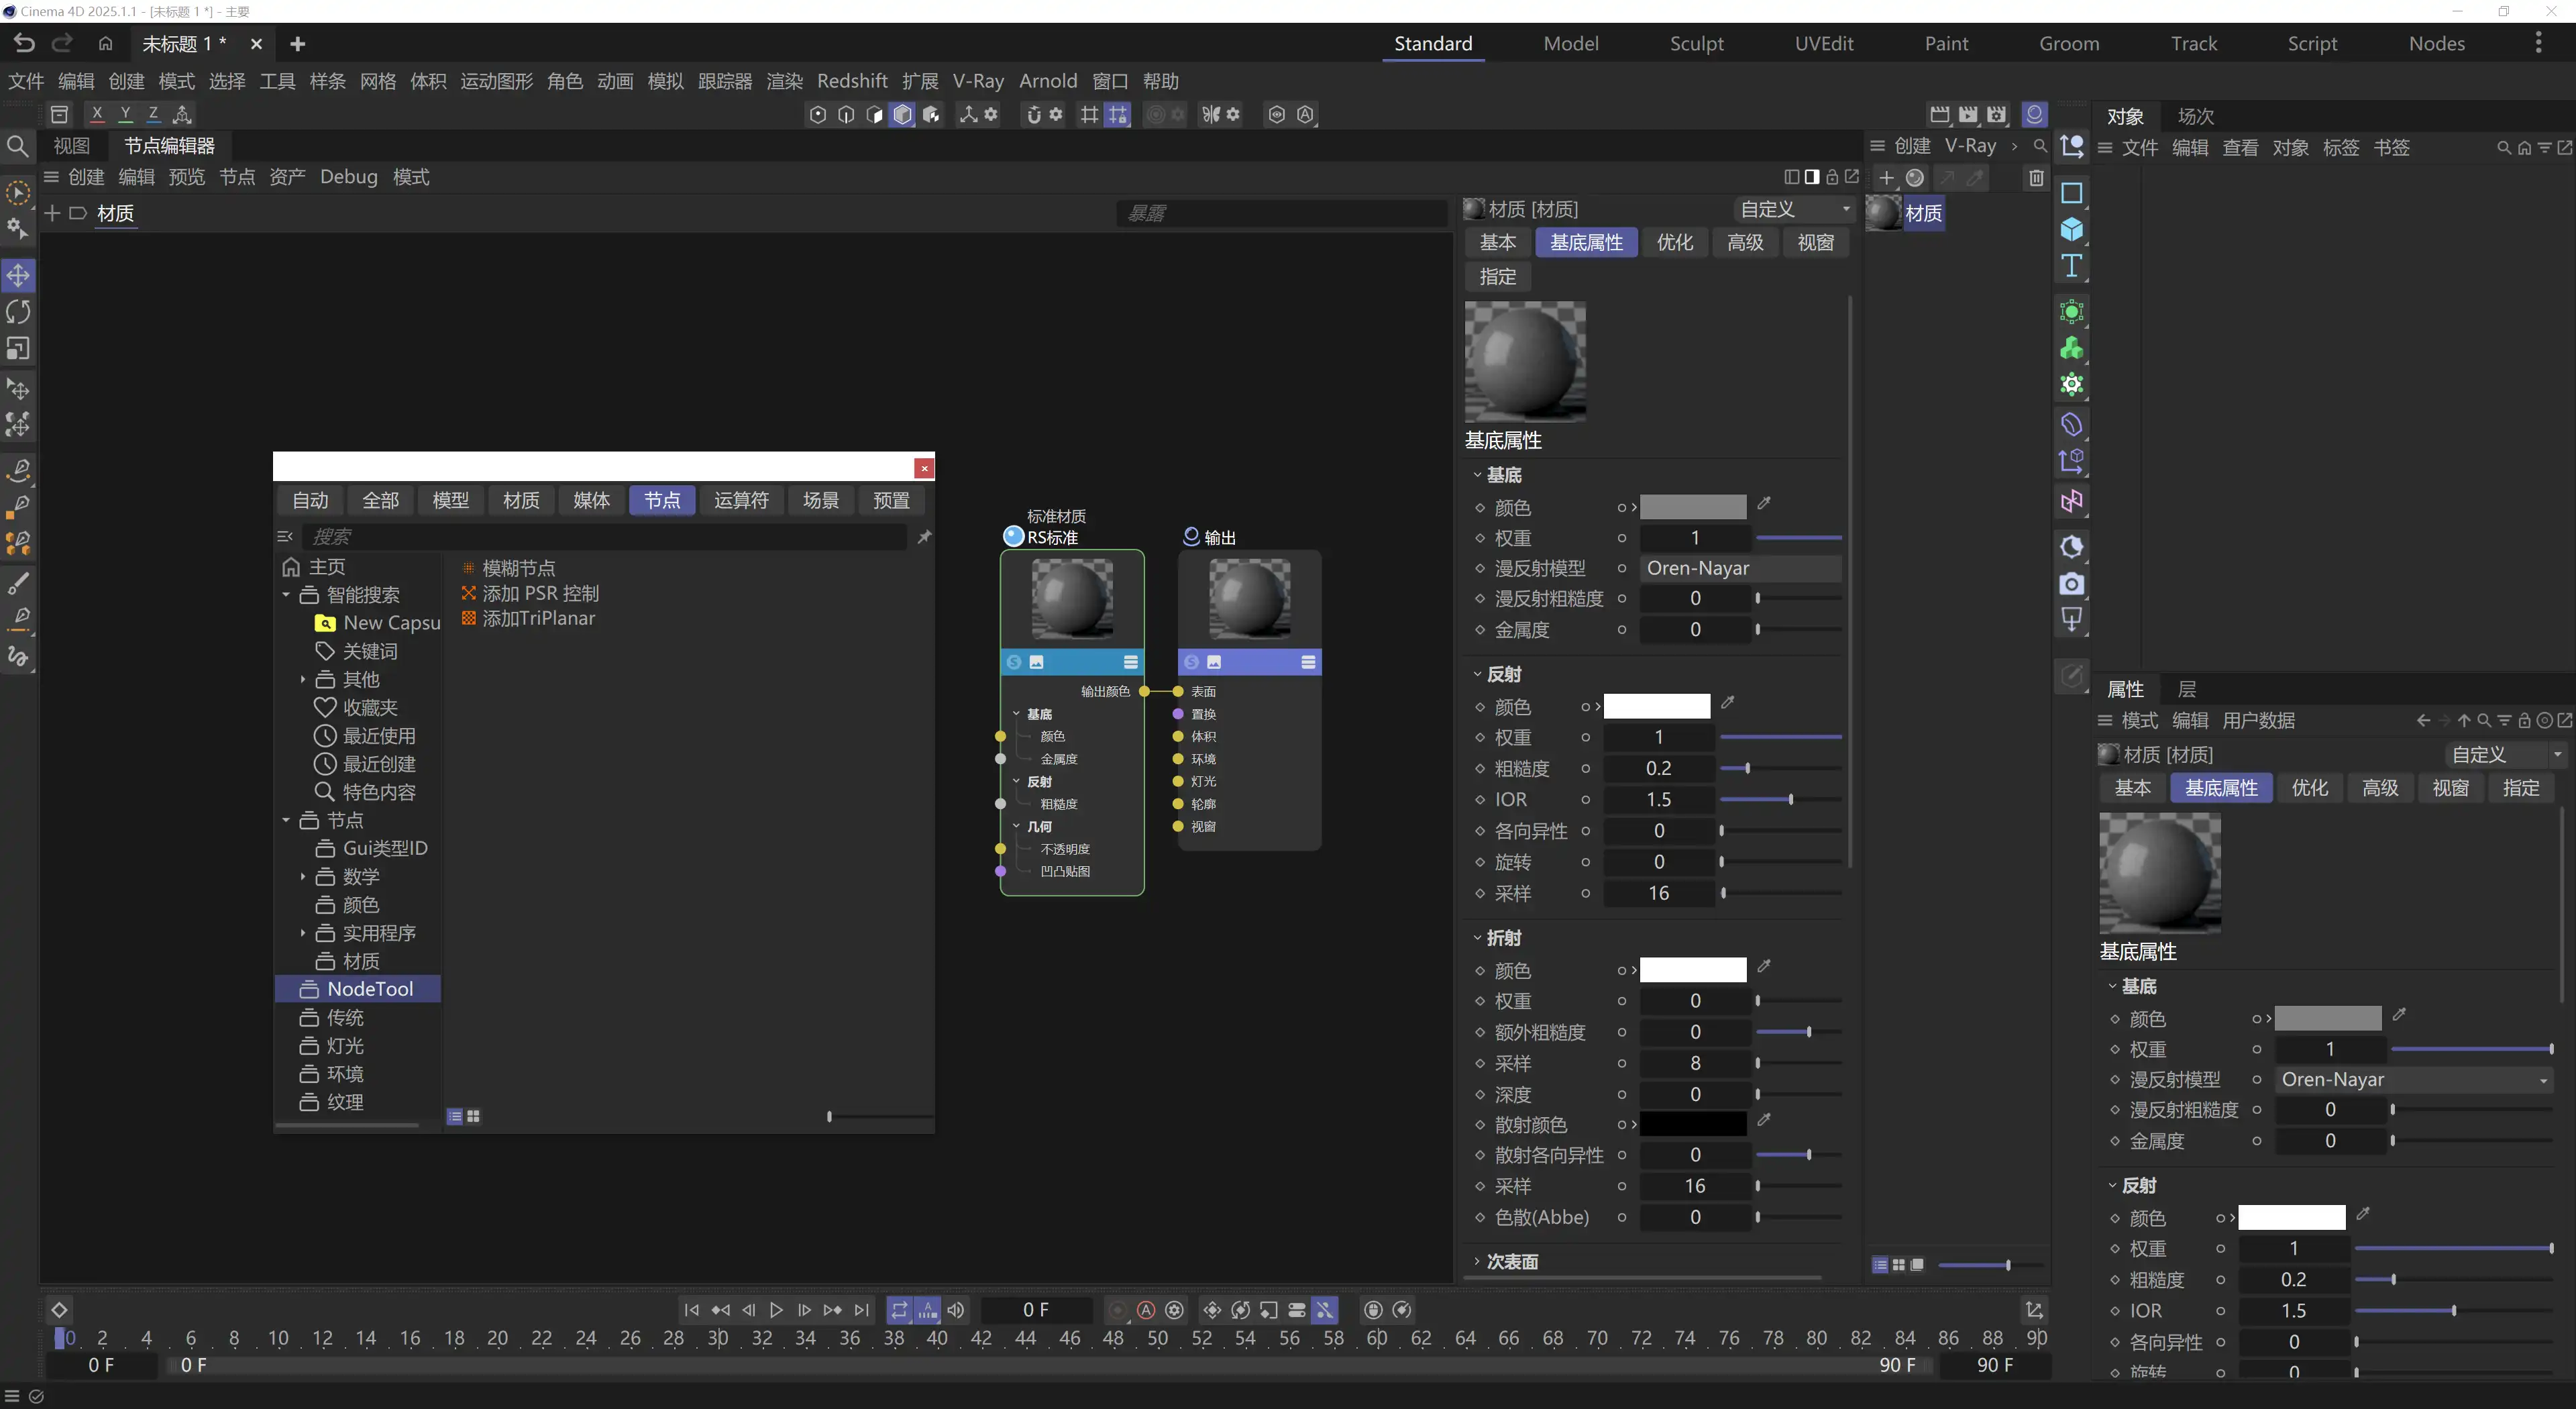 Cinema 4D 2025.1.1 - [未标题 1 *] - 主要
未标题 1 *
Standard Model Sculpt UVEdit Paint Groom Track Script Nodes
文件 编辑 创建 模式 选择 工具 样条 网格 体积 运动图形 角色 动画 模拟 跟踪器 渲染 Redshift 扩展 V-Ray Arnold 窗口 帮助
X Y Z
视图 节点编辑器
创建 编辑 预览 节点 资产 Debug 模式
材质
暴露
自动 全部 模型 材质 媒体 节点 运算符 场景 预置
搜索
主页
智能搜索
New Capsu
关键词
其他
收藏夹
最近使用
最近创建
特色内容
节点
Gui类型ID
数学
颜色
实用程序
材质
NodeTool
传统
灯光
环境
纹理
模糊节点
添加 PSR 控制
添加TriPlanar
标准材质
RS标准
输出颜色
基底
颜色
金属度
反射
粗糙度
几何
不透明度
凹凸贴图
输出
表面
置换
体积
环境
灯光
轮廓
视窗
材质 [材质] 自定义
基本 基底属性 优化 高级 视窗
指定
基底属性
基底
颜色
权重 1
漫反射模型 Oren-Nayar
漫反射粗糙度 0
金属度 0
反射
颜色
权重 1
粗糙度 0.2
IOR 1.5
各向异性 0
旋转 0
采样 16
折射
颜色
权重 0
额外粗糙度 0
采样 8
深度 0
散射颜色
散射各向异性 0
采样 16
色散(Abbe) 0
次表面
创建 V-Ray
材质
对象 场次
文件 编辑 查看 对象 标签 书签
属性 层
模式 编辑 用户数据
材质 [材质] 自定义
基本 基底属性 优化 高级 视窗 指定
基底属性
基底
颜色
权重 1
漫反射模型 Oren-Nayar
漫反射粗糙度 0
金属度 0
反射
颜色
权重 1
粗糙度 0.2
IOR 1.5
各向异性 0
旋转 0
0 F
0 2 4 6 8 10 12 14 16 18 20 22 24 26 28 30 32 34 36 38 40 42 44 46 48 50 52 54 56 58 60 62 64 66 68 70 72 74 76 78 80 82 84 86 88 90
0 F 0 F 90 F 90 F